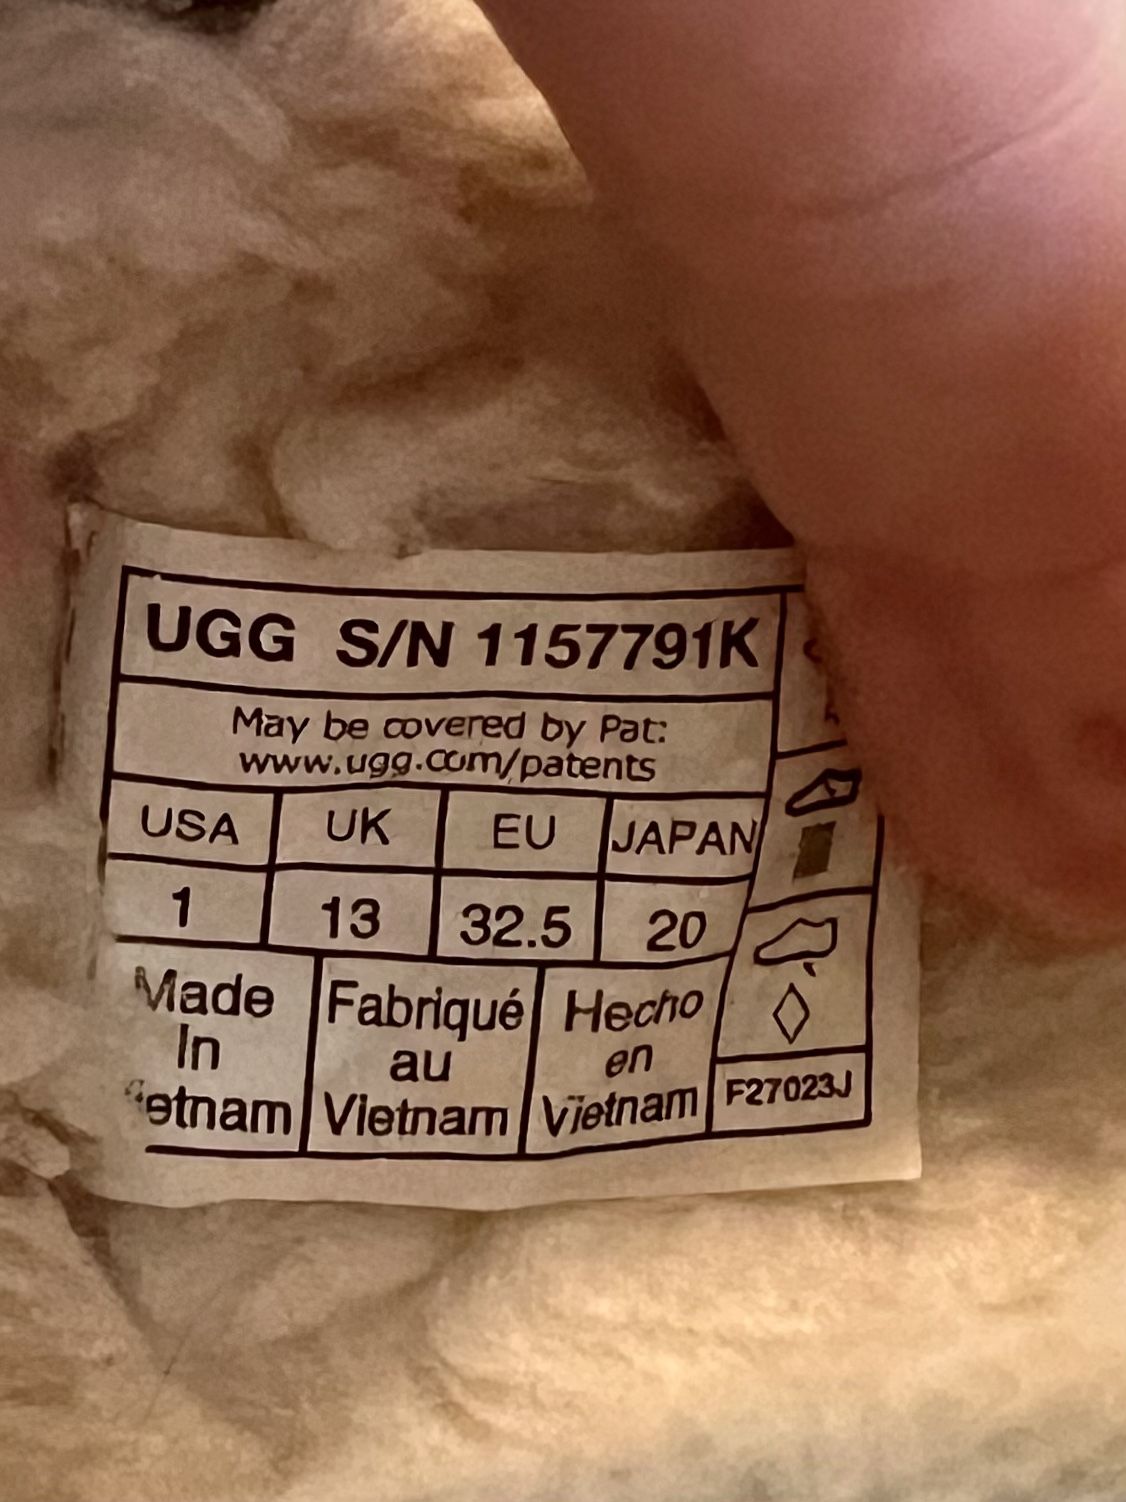 UGG S/N 1157791K
May be covered by Pat:
www.ugg.com/patents
USA UK EU JAPAN
1 13 32.5 20
Made
In
etnam
Fabriqué
au
Vietnam
Hecho
en
Vietnam
F27023J